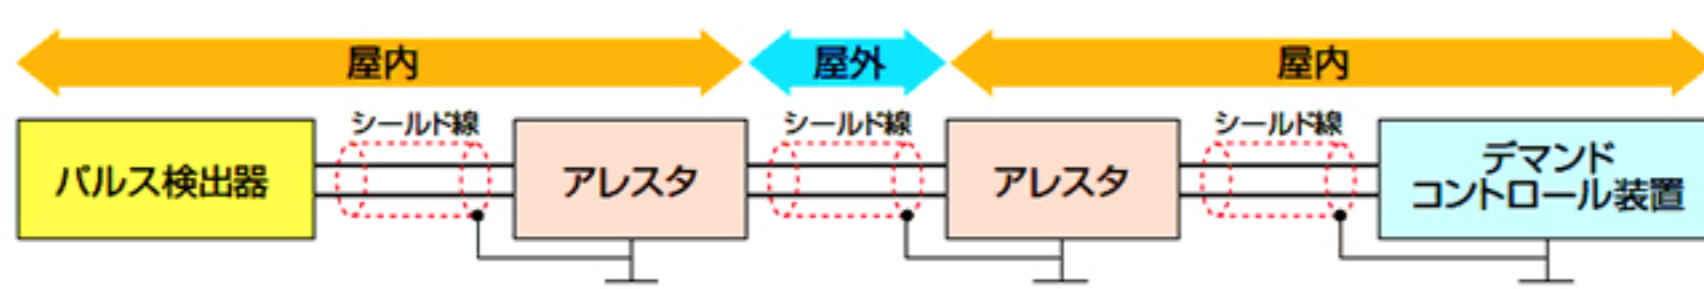 屋内
屋外
屋内
シールド線
シールド線
シールド線
パルス検出器
アレスタ
アレスタ
デマンド
コントロール装置